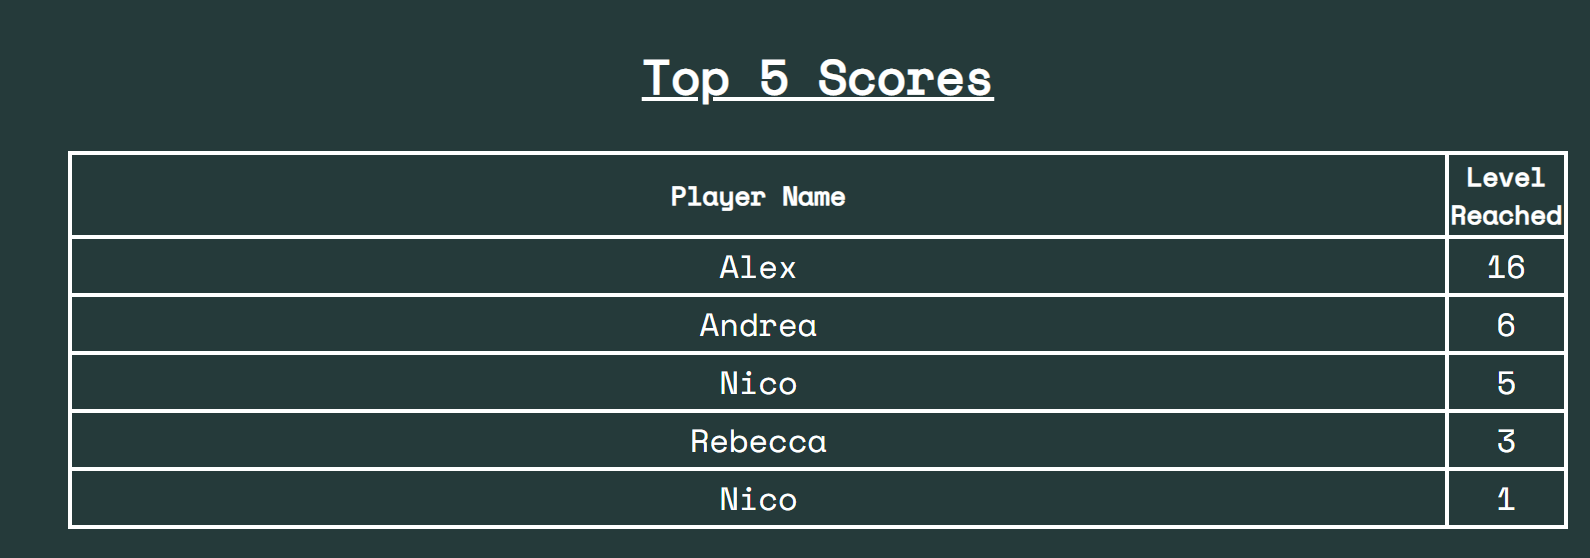 Top 5 Scores
Player Name
Level
Reached
Alex 16
Andrea 6
Nico 5
Rebecca 3
Nico 1